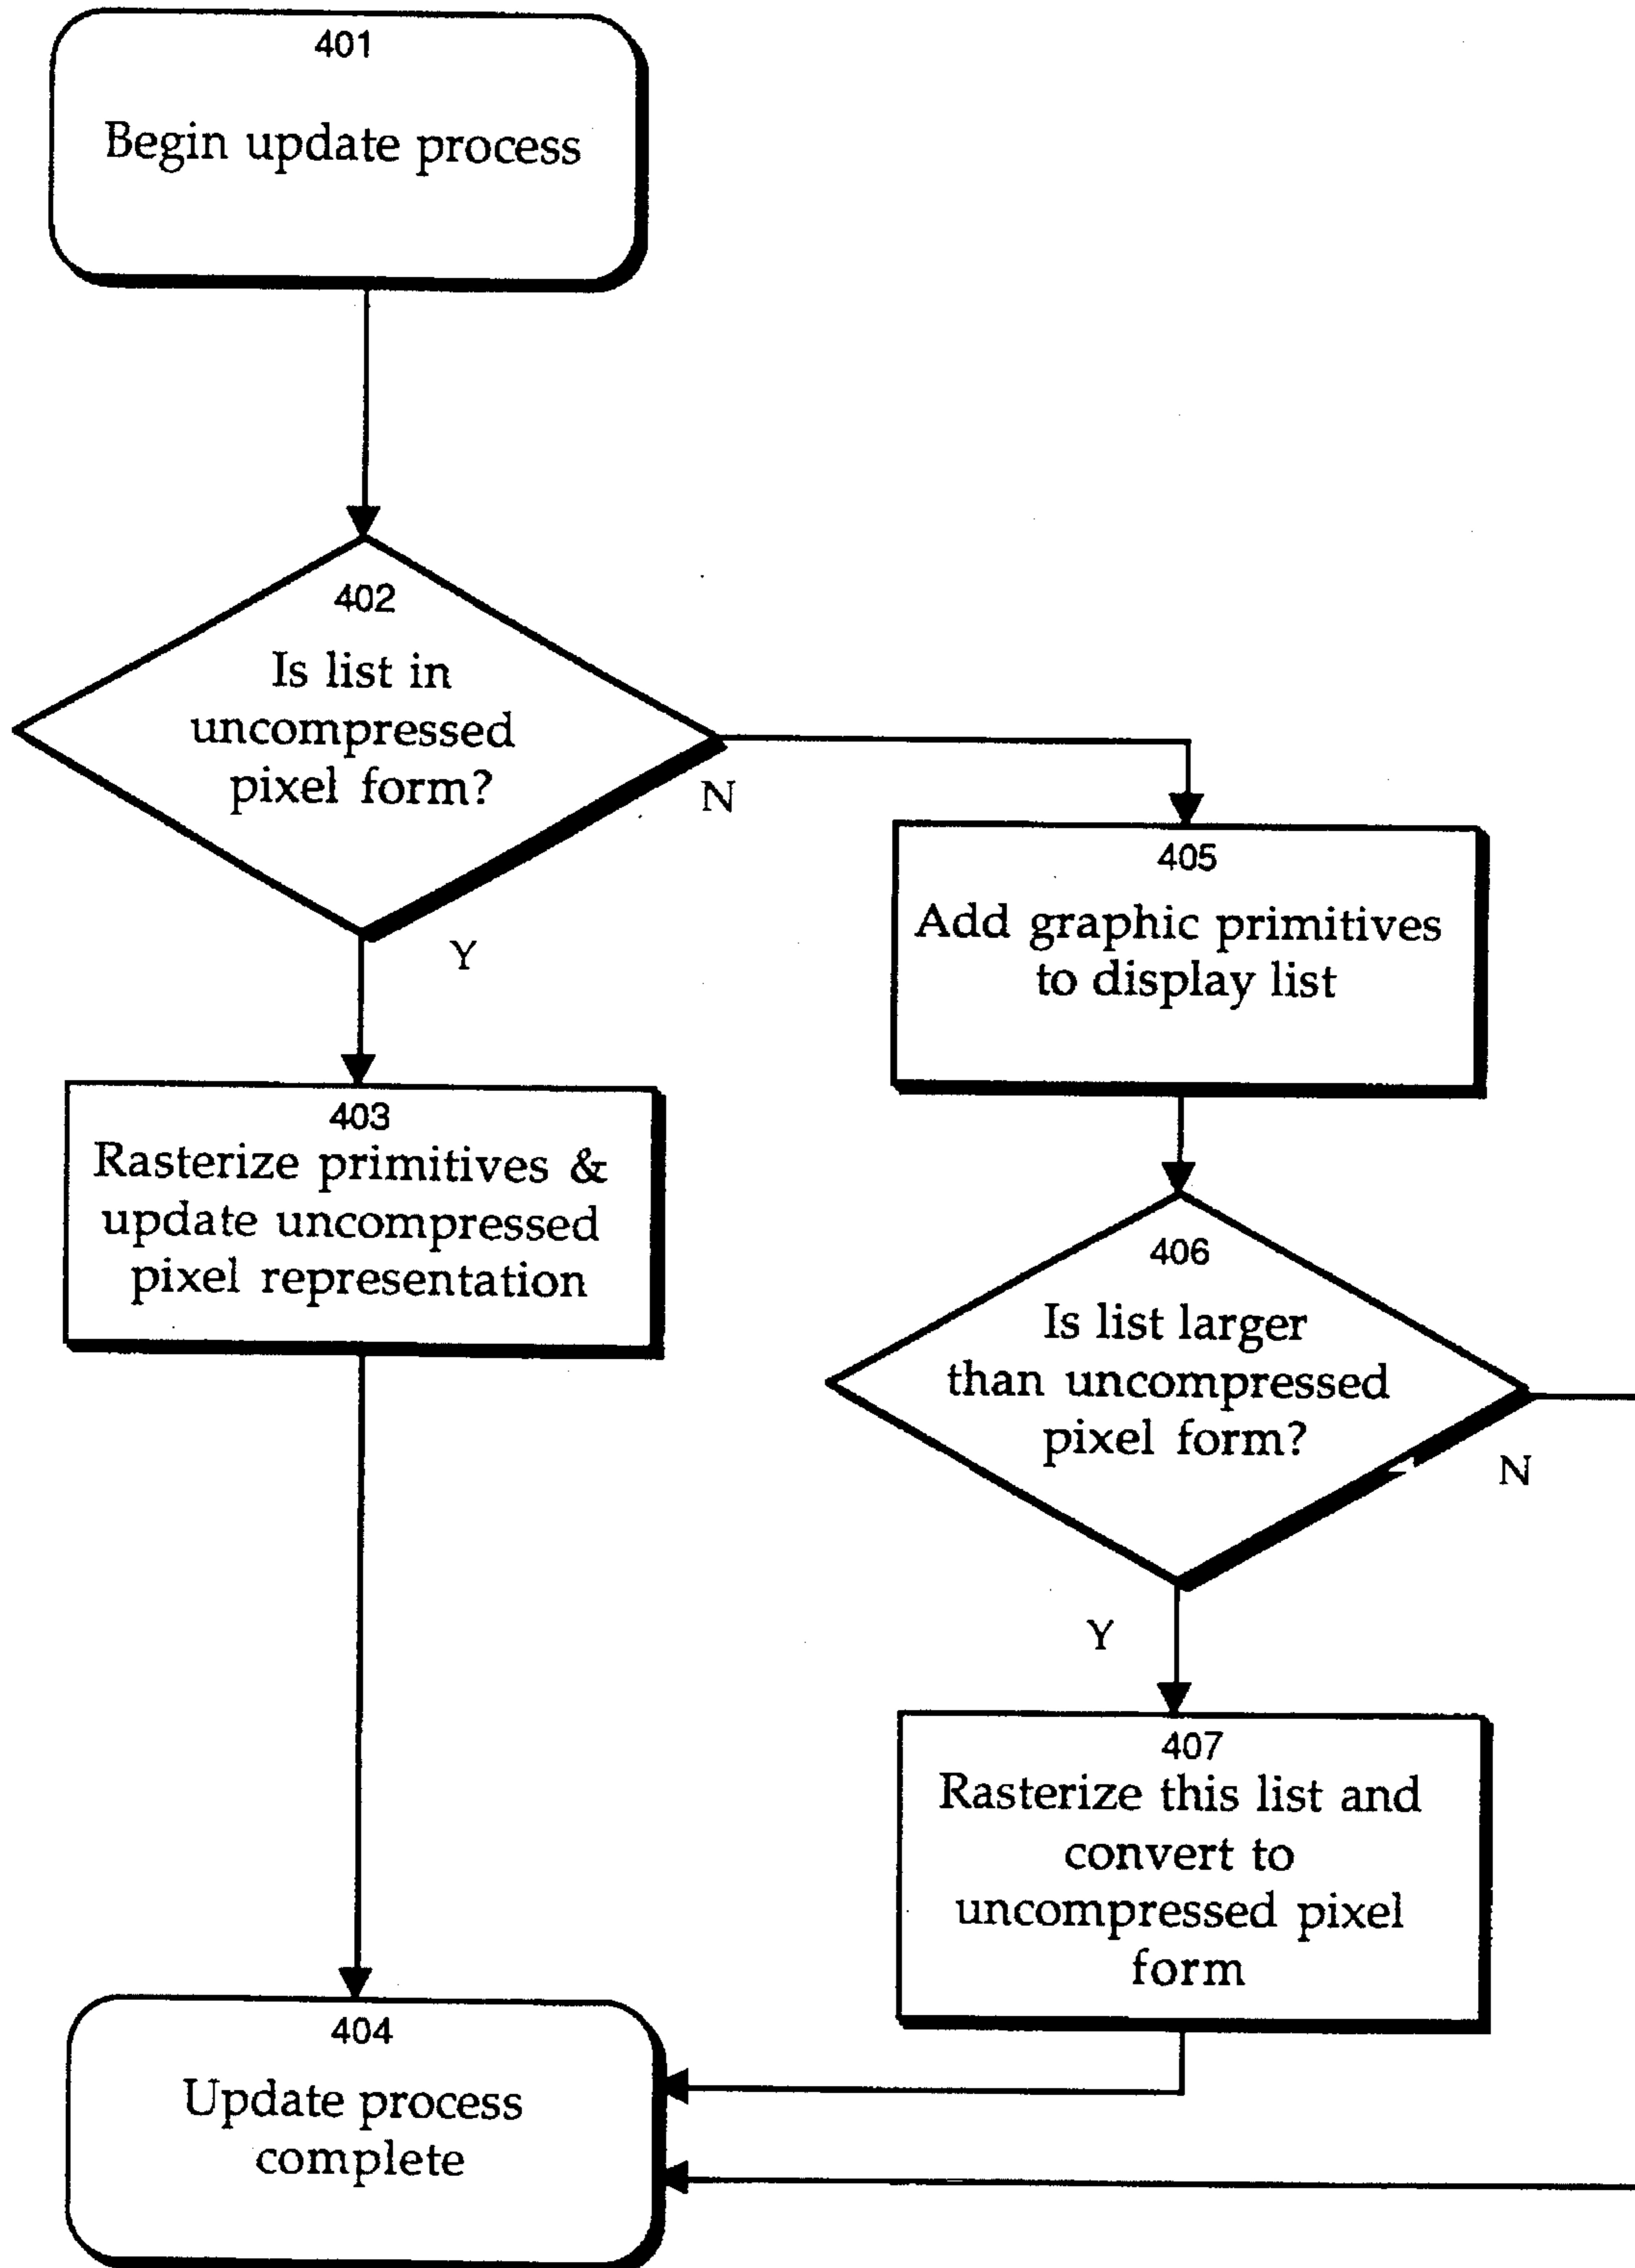 401
Begin update process
402
Is list in
uncompressed
pixel form?
N
Y
405
Add graphic primitives
to display list
403
Rasterize primitives &
update uncompressed
pixel representation
406
Is list larger
than uncompressed
pixel form?
N
Y
407
Rasterize this list and
convert to
uncompressed pixel
form
404
Update process
complete